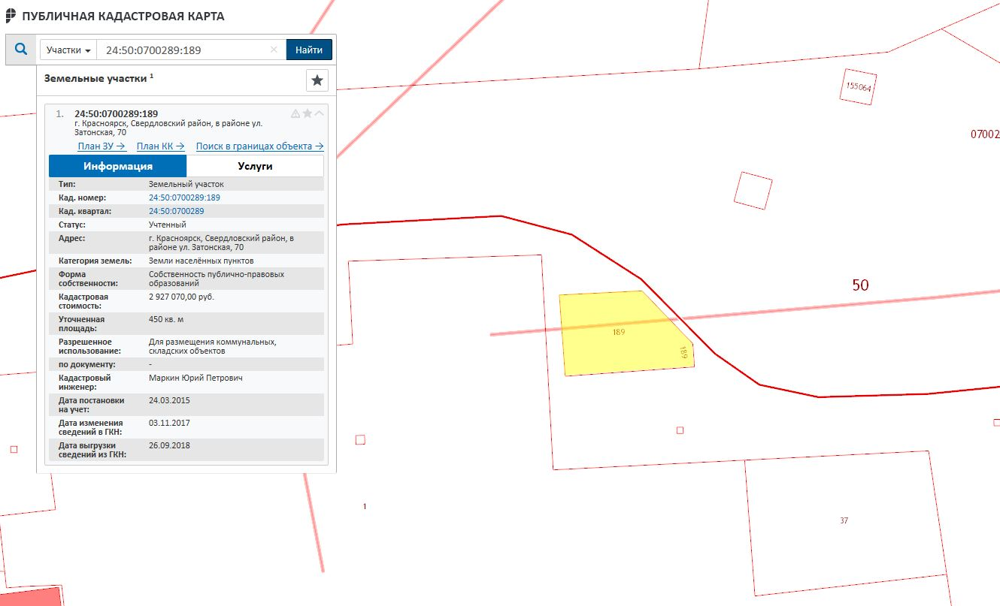 ПУБЛИЧНАЯ КАДАСТРОВАЯ КАРТА
Участки 24:50:0700289:189 × Найти
Земельные участки 1
1. 24:50:0700289:189
г. Красноярск, Свердловский район, в районе ул.
Затонская, 70
План ЗУ → План КК → Поиск в границах объекта →
Информация Услуги
Тип: Земельный участок
Кад. номер: 24:50:0700289:189
Кад. квартал: 24:50:0700289
Статус: Учтенный
Адрес: г. Красноярск, Свердловский район, в
районе ул. Затонская, 70
Категория земель: Земли населённых пунктов
Форма Собственность публично-правовых
собственности: образований
Кадастровая 2 927 070,00 руб.
стоимость:
Уточненная 450 кв. м
площадь:
Разрешенное Для размещения коммунальных,
использование: складских объектов
по документу: -
Кадастровый Маркин Юрий Петрович
инженер:
Дата постановки 24.03.2015
на учет:
Дата изменения 03.11.2017
сведений в ГКН:
Дата выгрузки 26.09.2018
сведений из ГКН:
155064
07002
50
189
189
1
37